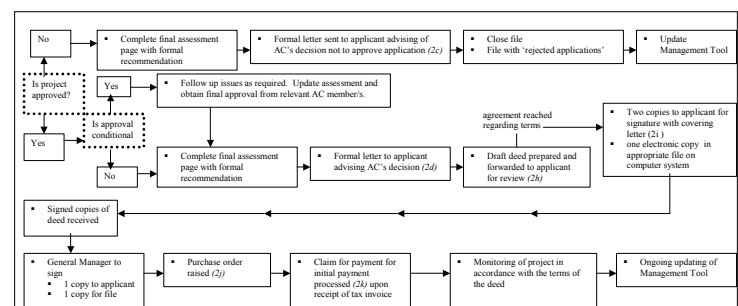 No
▪ Complete final assessment
page with formal
recommendation
▪ Formal letter sent to applicant advising of
AC's decision not to approve application (2c)
▪ Close file
▪ File with 'rejected applications'
▪ Update
Management Tool
Is project
approved?
Yes
▪ Follow up issues as required. Update assessment and
obtain final approval from relevant AC member/s.
Yes
Is approval
conditional
No
▪ Complete final assessment
page with formal
recommendation
▪ Formal letter to applicant
advising AC's decision (2d)
▪ Draft deed prepared and
forwarded to applicant
for review (2h)
agreement reached
regarding terms
▪ Two copies to applicant for
signature with covering
letter (2i )
▪ one electronic copy in
appropriate file on
computer system
▪ Signed copies of
deed received
▪ General Manager to
sign
▪ 1 copy to applicant
▪ 1 copy for file
▪ Purchase order
raised (2j)
▪ Claim for payment for
initial payment
processed (2k) upon
receipt of tax invoice
▪ Monitoring of project in
accordance with the terms of
the deed
▪ Ongoing updating of
Management Tool